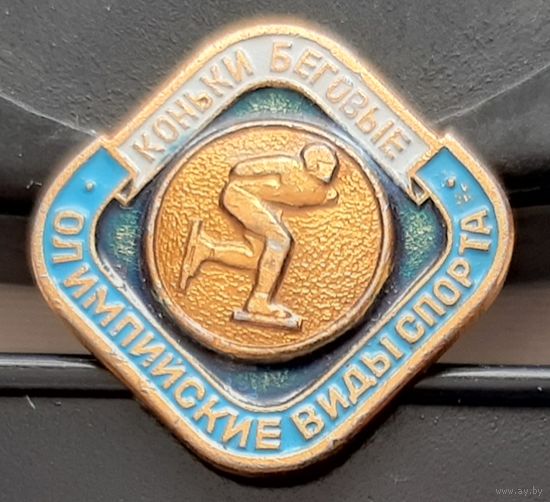 КОНЬКИ БЕГОВЫЕ
ОЛИМПИЙСКИЕ ВИДЫ СПОРТА
www.ay.by